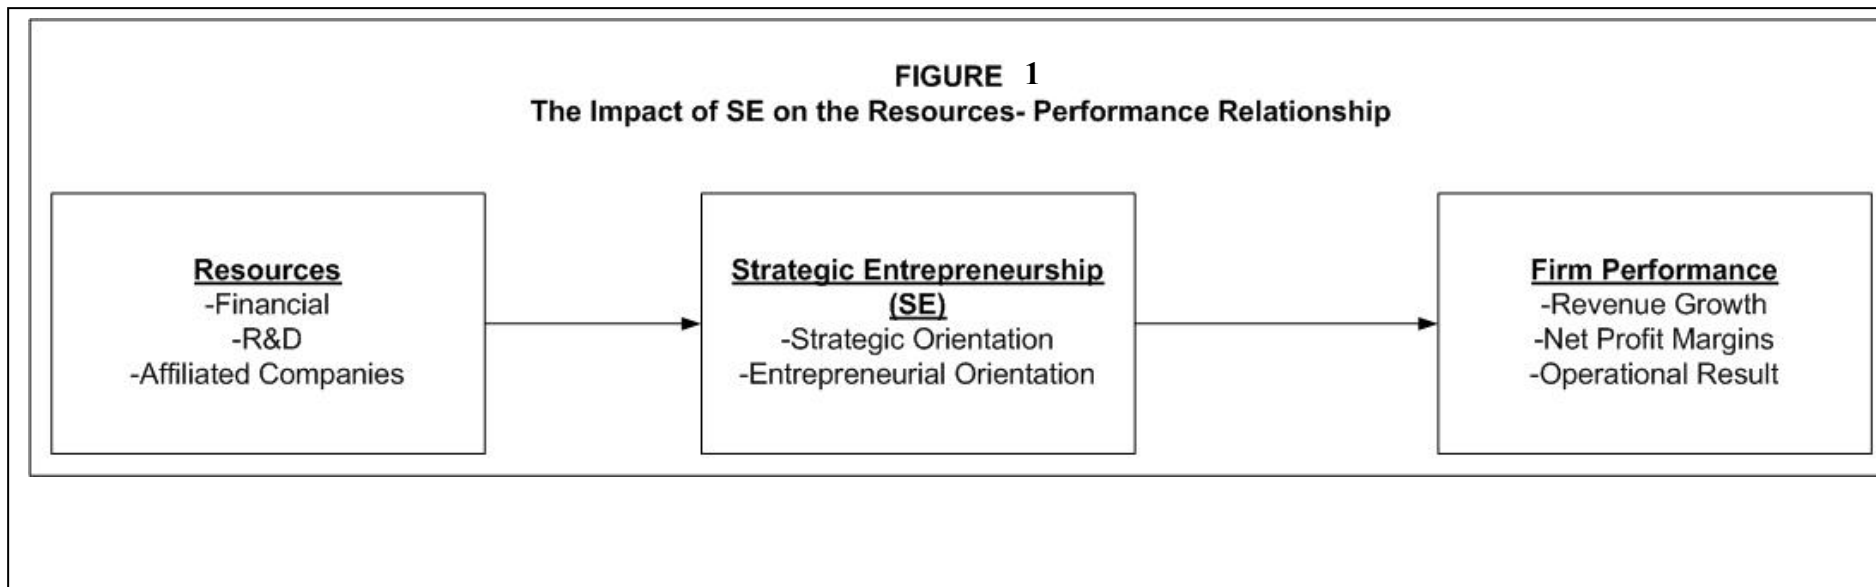 FIGURE 1
The Impact of SE on the Resources- Performance Relationship
Resources
-Financial
-R&D
-Affiliated Companies
Strategic Entrepreneurship
(SE)
-Strategic Orientation
-Entrepreneurial Orientation
Firm Performance
-Revenue Growth
-Net Profit Margins
-Operational Result